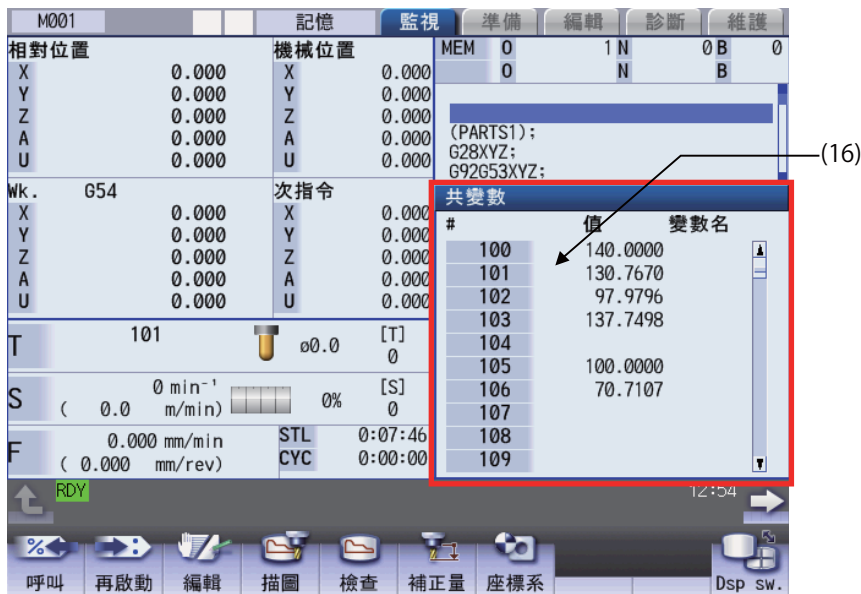 M001 記憶 監視 準備 編輯 診斷 維護
相對位置
X 0.000
Y 0.000
Z 0.000
A 0.000
U 0.000
機械位置
X 0.000
Y 0.000
Z 0.000
A 0.000
U 0.000
MEM O 1 N 0 B 0
O N B
(PARTS1);
G28XYZ;
G92G53XYZ;
(16)
Wk. G54
X 0.000
Y 0.000
Z 0.000
A 0.000
U 0.000
次指令
X 0.000
Y 0.000
Z 0.000
A 0.000
U 0.000
共變數
# 值 變數名
100 140.0000
101 130.7670
102 97.9796
103 137.7498
104
105 100.0000
106 70.7107
107
108
109
T 101 ø0.0 [T]
0
S 0 min⁻¹ 0% [S]
( 0.0 m/min) 0
F 0.000 mm/min STL 0:07:46
( 0.000 mm/rev) CYC 0:00:00
RDY 12:54
呼叫 再啟動 編輯 描圖 檢查 補正量 座標系 Dsp sw.